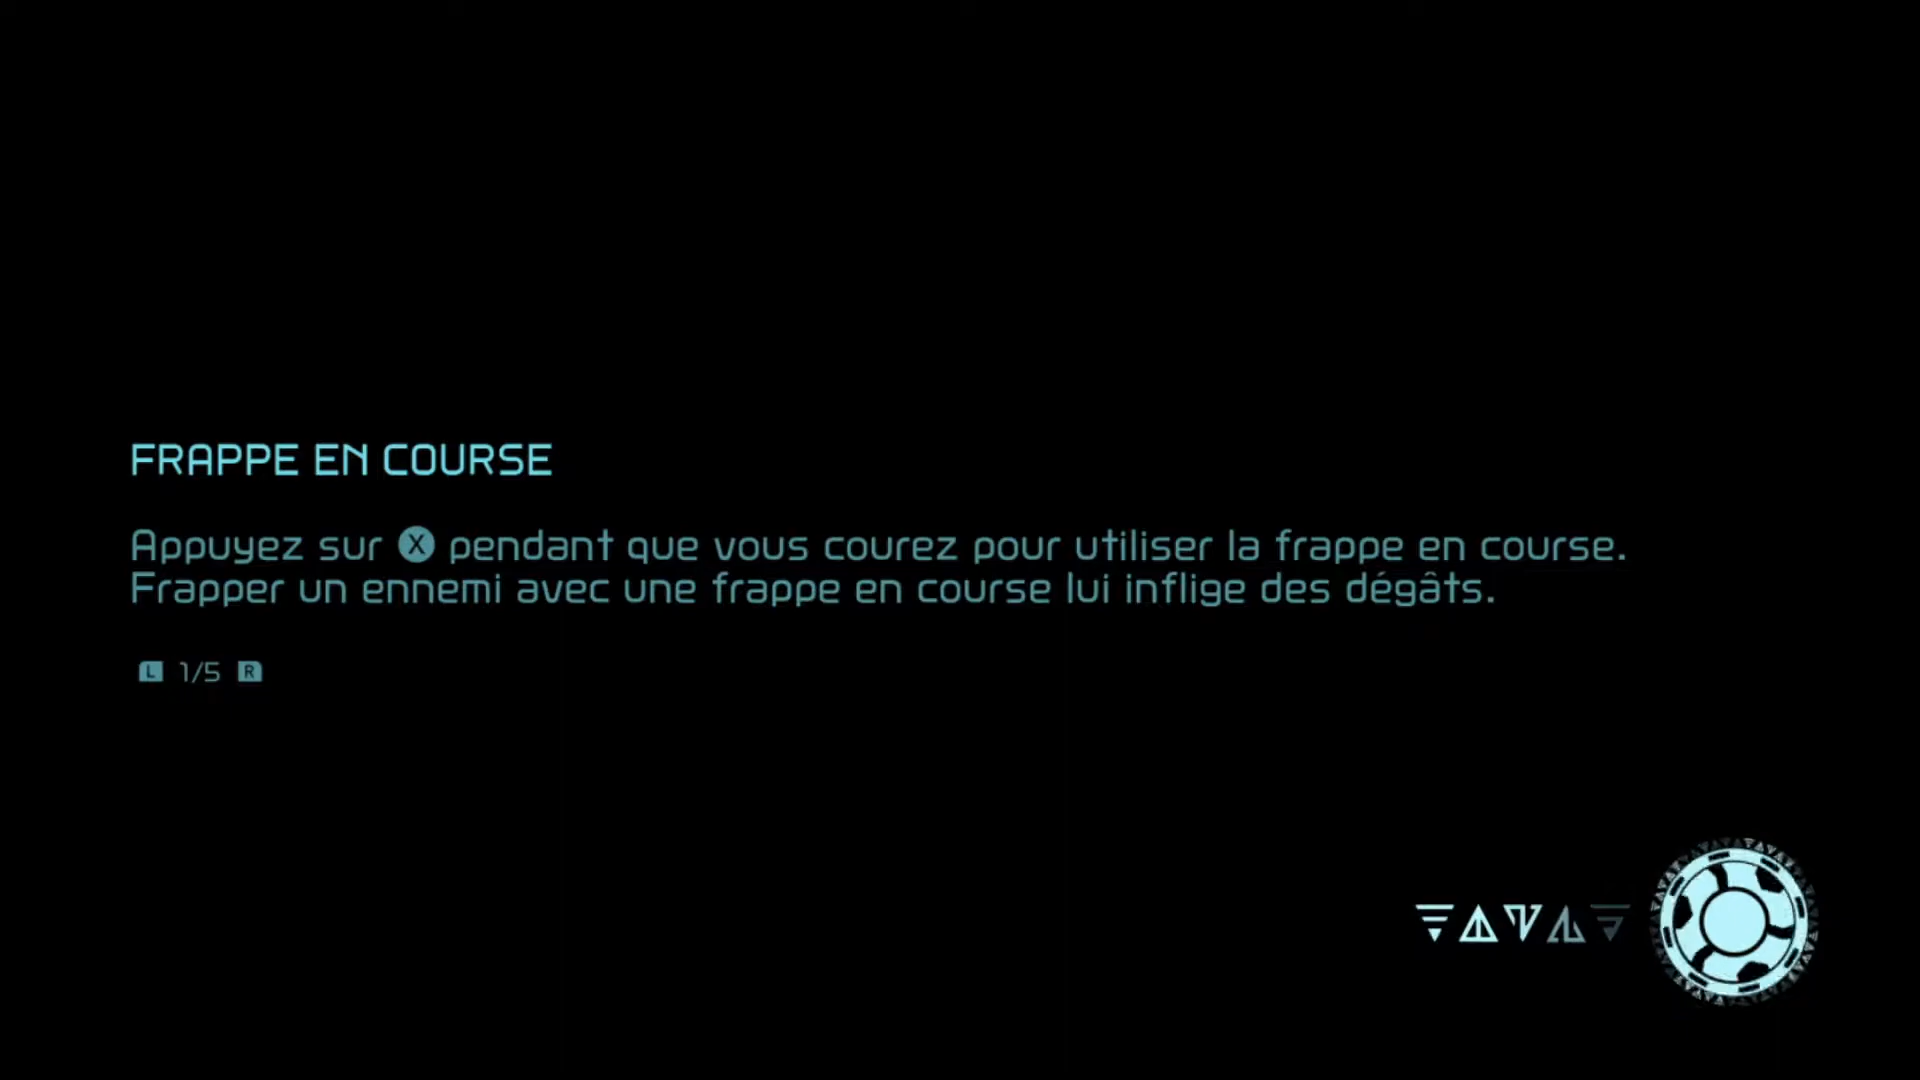 FRAPPE EN COURSE
Appuyez sur X pendant que vous courez pour utiliser la frappe en course.
Frapper un ennemi avec une frappe en course lui inflige des dégâts.
L 1/5 R